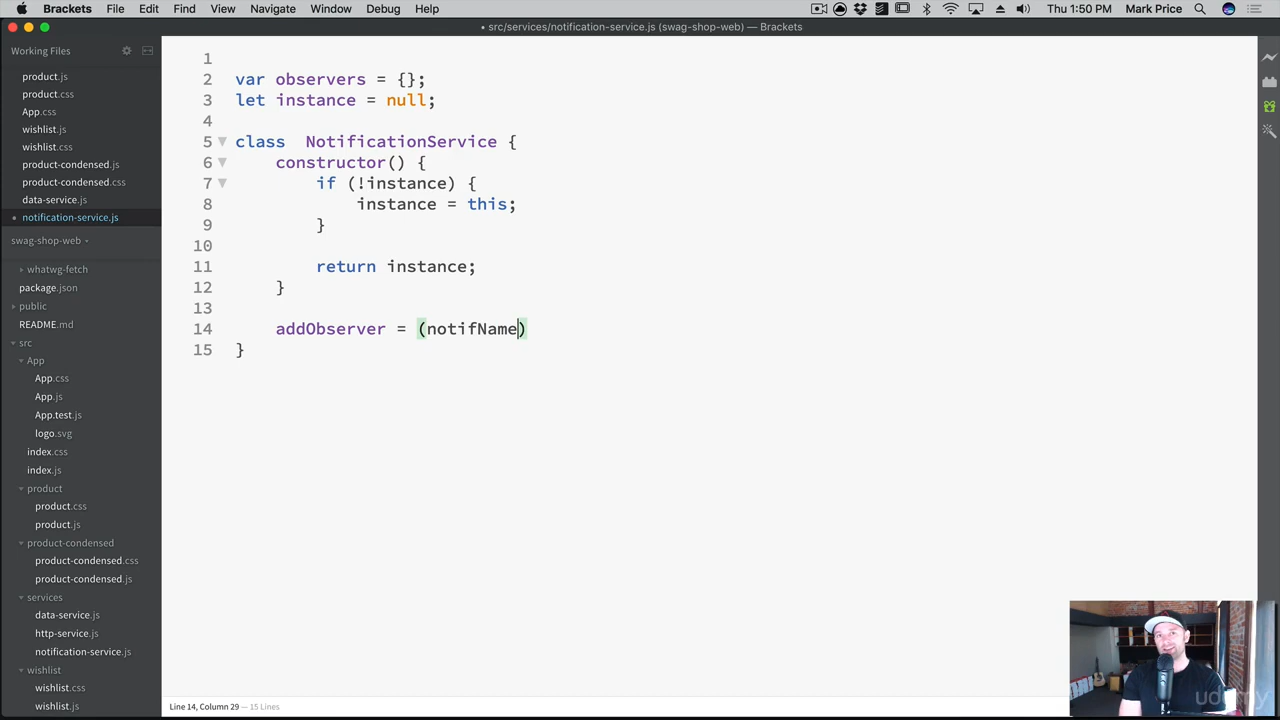 Brackets File Edit Find View Navigate Window Debug Help Thu 1:50 PM Mark Price
• src/services/notification-service.js (swag-shop-web) — Brackets
Working Files
product.js
product.css
App.css
wishlist.js
wishlist.css
product-condensed.js
product-condensed.css
data-service.js
• notification-service.js
swag-shop-web
whatwg-fetch
package.json
public
README.md
src
App
App.css
App.js
App.test.js
logo.svg
index.css
index.js
product
product.css
product.js
product-condensed
product-condensed.css
product-condensed.js
services
data-service.js
http-service.js
notification-service.js
wishlist
wishlist.css
wishlist.js
1
2 var observers = {};
3 let instance = null;
4
5 class  NotificationService {
6 constructor() {
7 if (!instance) {
8 instance = this;
9 }
10
11 return instance;
12 }
13
14 addObserver = (notifName)
15 }
Line 14, Column 29 — 15 Lines
udemy